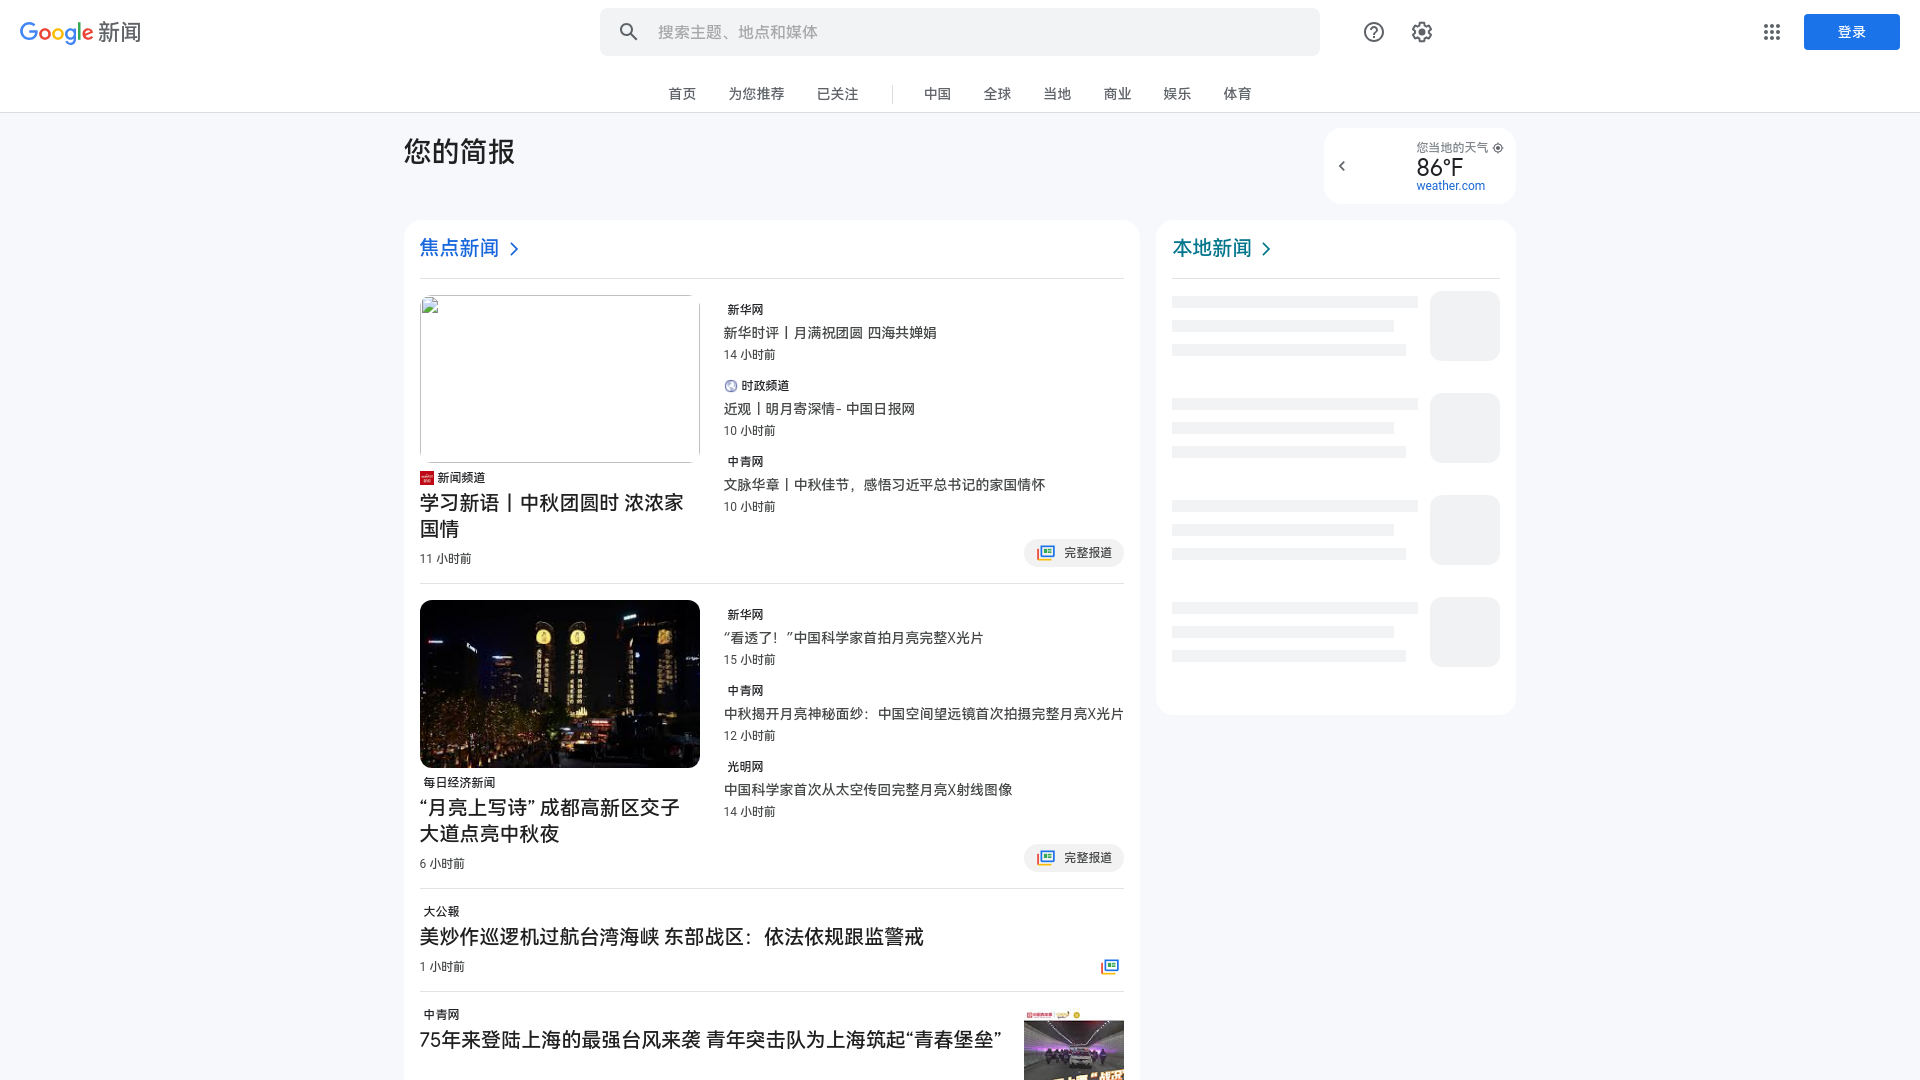 Google 新闻
搜索主题、地点和媒体
登录
首页
为您推荐
已关注
中国
全球
当地
商业
娱乐
体育
您的简报
您当地的天气
86°F
weather.com
焦点新闻
新闻频道
学习新语丨中秋团圆时 浓浓家
国情
11 小时前
新华网
新华时评丨月满祝团圆 四海共婵娟
14 小时前
时政频道
近观丨明月寄深情- 中国日报网
10 小时前
中青网
文脉华章丨中秋佳节，感悟习近平总书记的家国情怀
10 小时前
完整报道
每日经济新闻
“月亮上写诗” 成都高新区交子
大道点亮中秋夜
6 小时前
新华网
“看透了！”中国科学家首拍月亮完整X光片
15 小时前
中青网
中秋揭开月亮神秘面纱：中国空间望远镜首次拍摄完整月亮X光片
12 小时前
光明网
中国科学家首次从太空传回完整月亮X射线图像
14 小时前
完整报道
大公報
美炒作巡逻机过航台湾海峡 东部战区：依法依规跟监警戒
1 小时前
中青网
75年来登陆上海的最强台风来袭 青年突击队为上海筑起“青春堡垒”
本地新闻